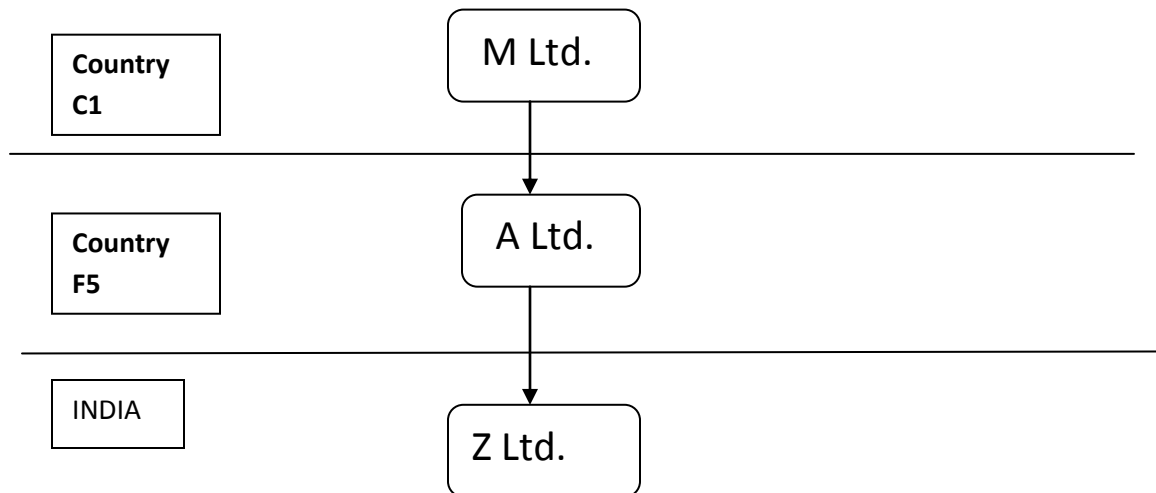 Country
C1
M Ltd.
Country
F5
A Ltd.
INDIA
Z Ltd.